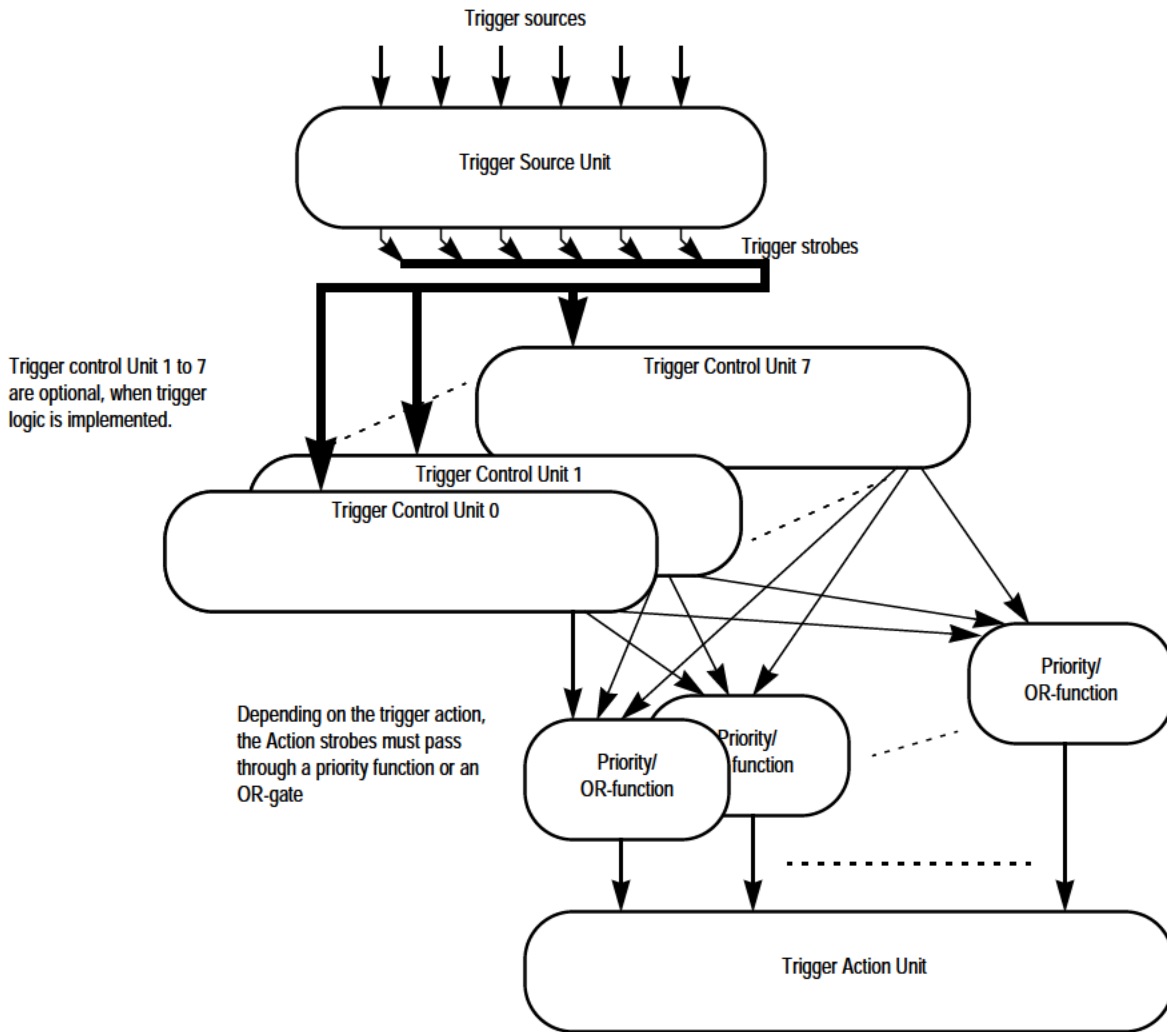 Trigger sources
Trigger Source Unit
Trigger strobes
Trigger control Unit 1 to 7
are optional, when trigger
logic is implemented.
Trigger Control Unit 7
Trigger Control Unit 1
Trigger Control Unit 0
Priority/
OR-function
Depending on the trigger action,
the Action strobes must pass
through a priority function or an
OR-gate
Priority/
function
Priority/
OR-function
Trigger Action Unit